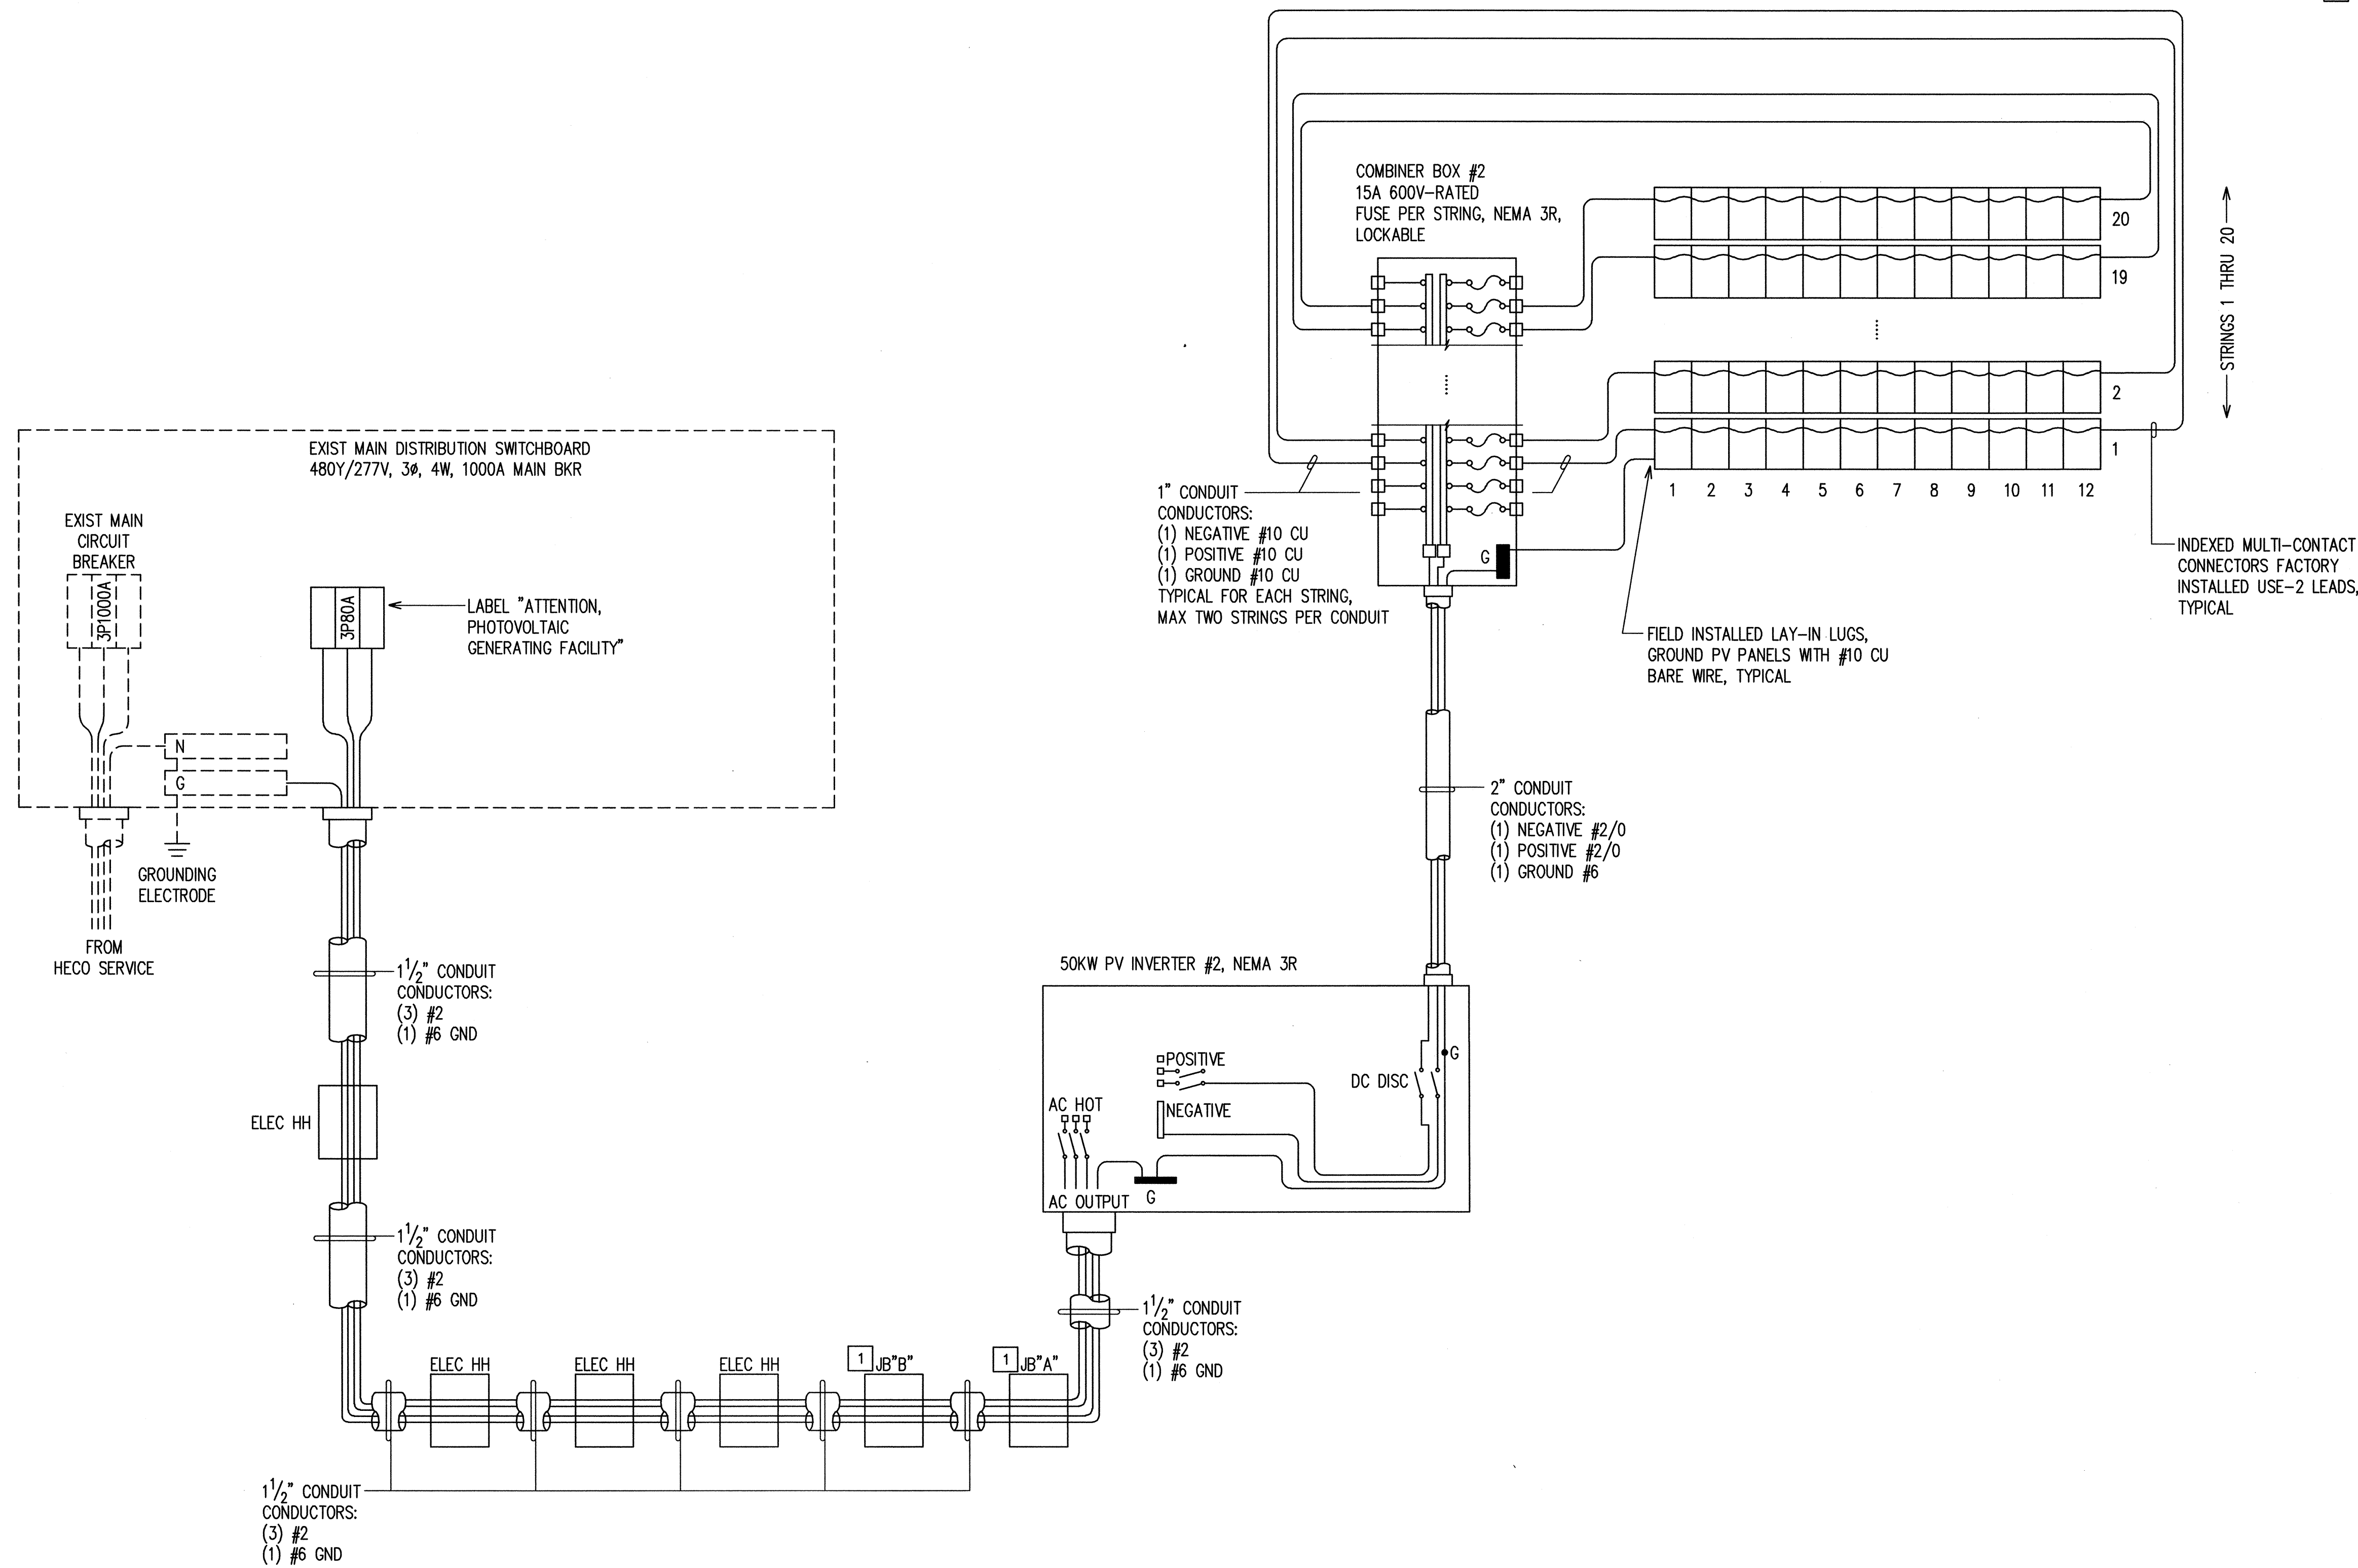 COMBINER BOX #2
15A 600V-RATED
FUSE PER STRING, NEMA 3R,
LOCKABLE
20
19
2
1
STRINGS 1 THRU 20
1 2 3 4 5 6 7 8 9 10 11 12
EXIST MAIN DISTRIBUTION SWITCHBOARD
480Y/277V, 3ø, 4W, 1000A MAIN BKR
EXIST MAIN
CIRCUIT
BREAKER
3P1000A
3P80A
LABEL "ATTENTION,
PHOTOVOLTAIC
GENERATING FACILITY"
N
G
GROUNDING
ELECTRODE
FROM
HECO SERVICE
1" CONDUIT
CONDUCTORS:
(1) NEGATIVE #10 CU
(1) POSITIVE #10 CU
(1) GROUND #10 CU
TYPICAL FOR EACH STRING,
MAX TWO STRINGS PER CONDUIT
G
INDEXED MULTI-CONTACT
CONNECTORS FACTORY
INSTALLED USE-2 LEADS,
TYPICAL
FIELD INSTALLED LAY-IN LUGS,
GROUND PV PANELS WITH #10 CU
BARE WIRE, TYPICAL
2" CONDUIT
CONDUCTORS:
(1) NEGATIVE #2/0
(1) POSITIVE #2/0
(1) GROUND #6
1 1/2" CONDUIT
CONDUCTORS:
(3) #2
(1) #6 GND
50KW PV INVERTER #2, NEMA 3R
POSITIVE
NEGATIVE
AC HOT
DC DISC
G
AC OUTPUT
G
ELEC HH
1 1/2" CONDUIT
CONDUCTORS:
(3) #2
(1) #6 GND
1 1/2" CONDUIT
CONDUCTORS:
(3) #2
(1) #6 GND
ELEC HH
ELEC HH
ELEC HH
1 JB"B"
1 JB"A"
1 1/2" CONDUIT
CONDUCTORS:
(3) #2
(1) #6 GND